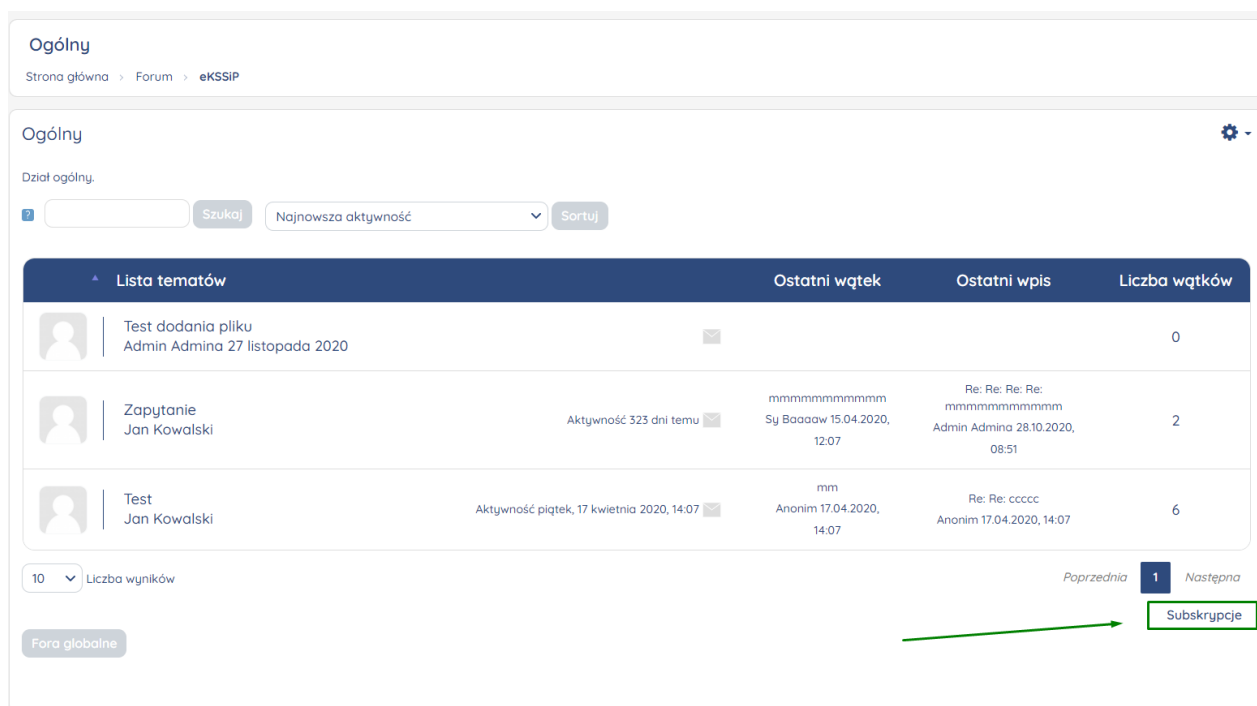 Ogólny
Strona główna > Forum > eKSSiP
Ogólny
Dział ogólny.
? Szukaj Najnowsza aktywność Sortuj
Lista tematów Ostatni wątek Ostatni wpis Liczba wątków
Test dodania pliku
Admin Admina 27 listopada 2020
0
Zapytanie
Jan Kowalski
Aktywność 323 dni temu
mmmmmmmmmmm
Sy Baaaaw 15.04.2020,
12:07
Re: Re: Re: Re:
mmmmmmmmmmm
Admin Admina 28.10.2020,
08:51
2
Test
Jan Kowalski
Aktywność piątek, 17 kwietnia 2020, 14:07
mm
Anonim 17.04.2020,
14:07
Re: Re: ccccc
Anonim 17.04.2020, 14:07
6
10 Liczba wyników
Poprzednia 1 Następna
Subskrypcje
Fora globalne